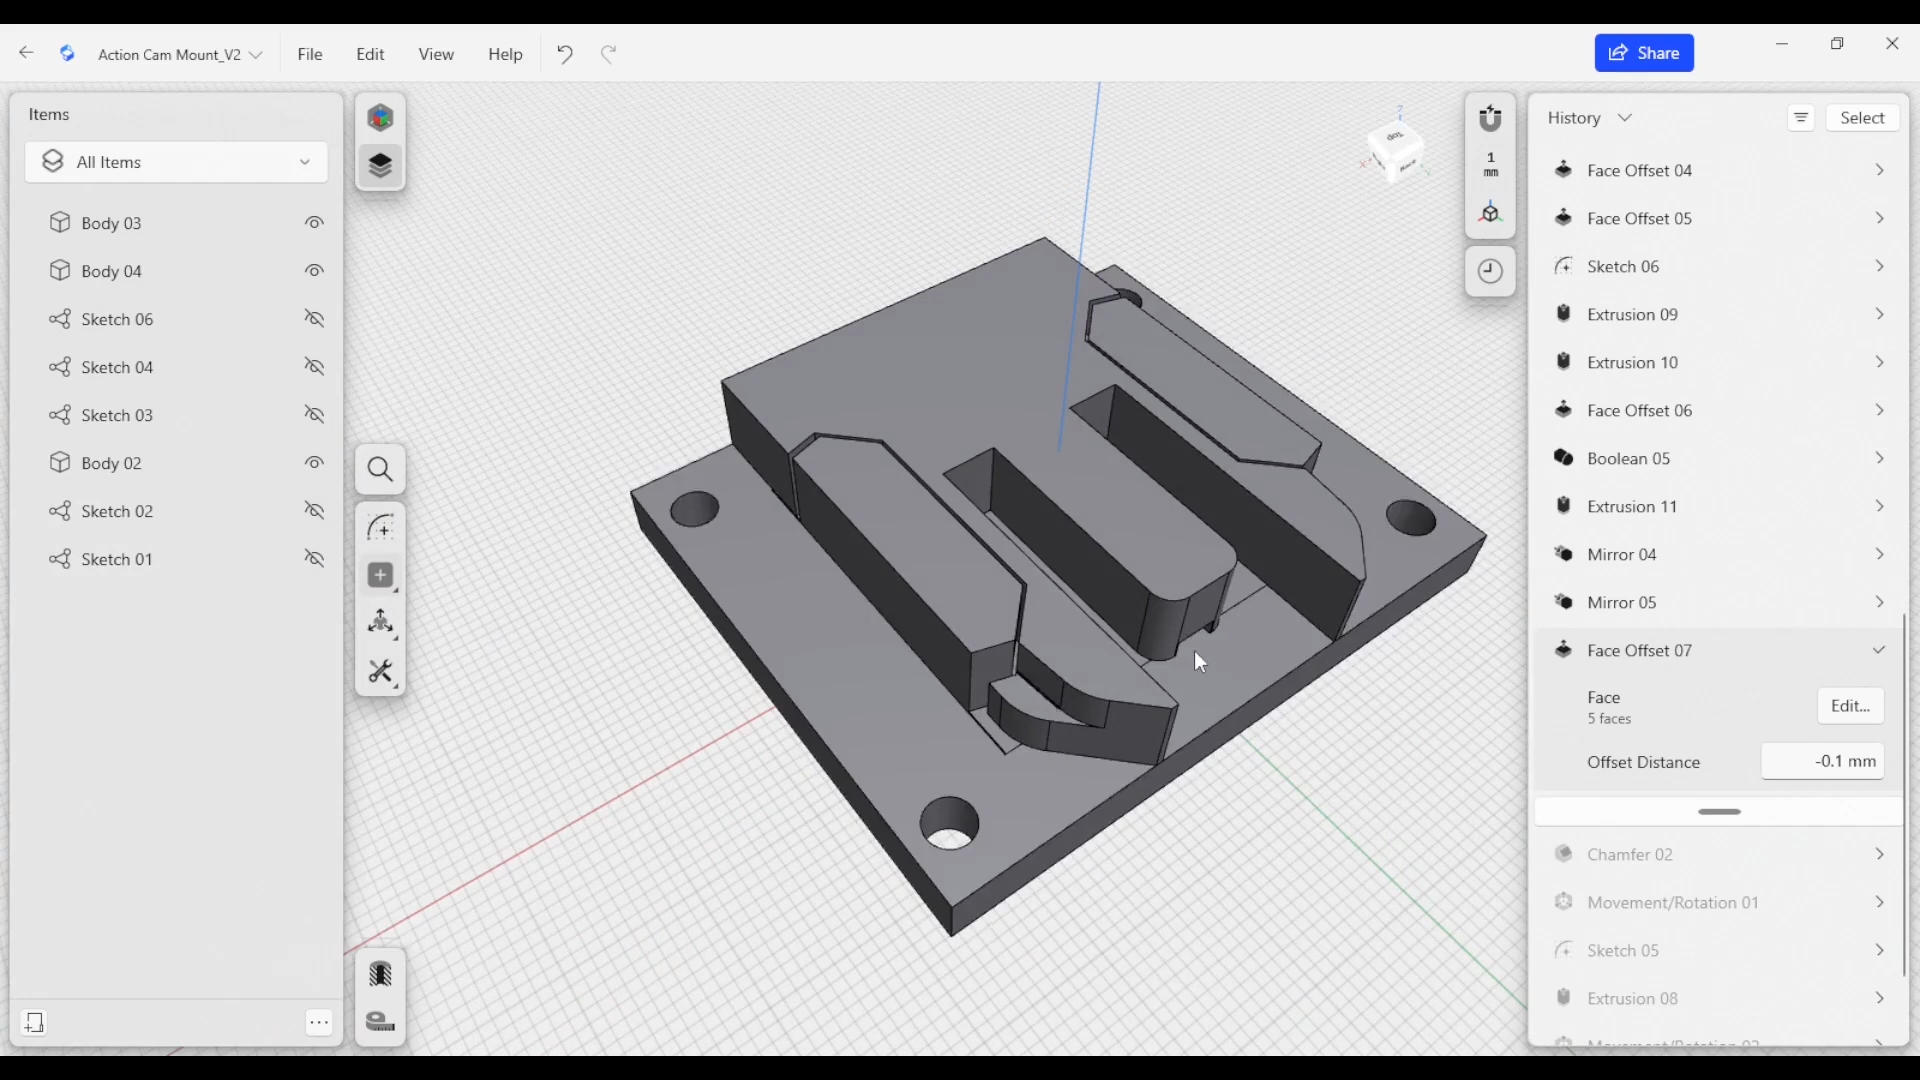 Action Cam Mount_V2
File
Edit
View
Help
Share
Items
All Items
Body 03
Body 04
Sketch 06
Sketch 04
Sketch 03
Body 02
Sketch 02
Sketch 01
Z
Top
X
1
mm
History
Select
Face Offset 04
Face Offset 05
Sketch 06
Extrusion 09
Extrusion 10
Face Offset 06
Boolean 05
Extrusion 11
Mirror 04
Mirror 05
Face Offset 07
Face
5 faces
Edit...
Offset Distance
-0.1 mm
Chamfer 02
Movement/Rotation 01
Sketch 05
Extrusion 08